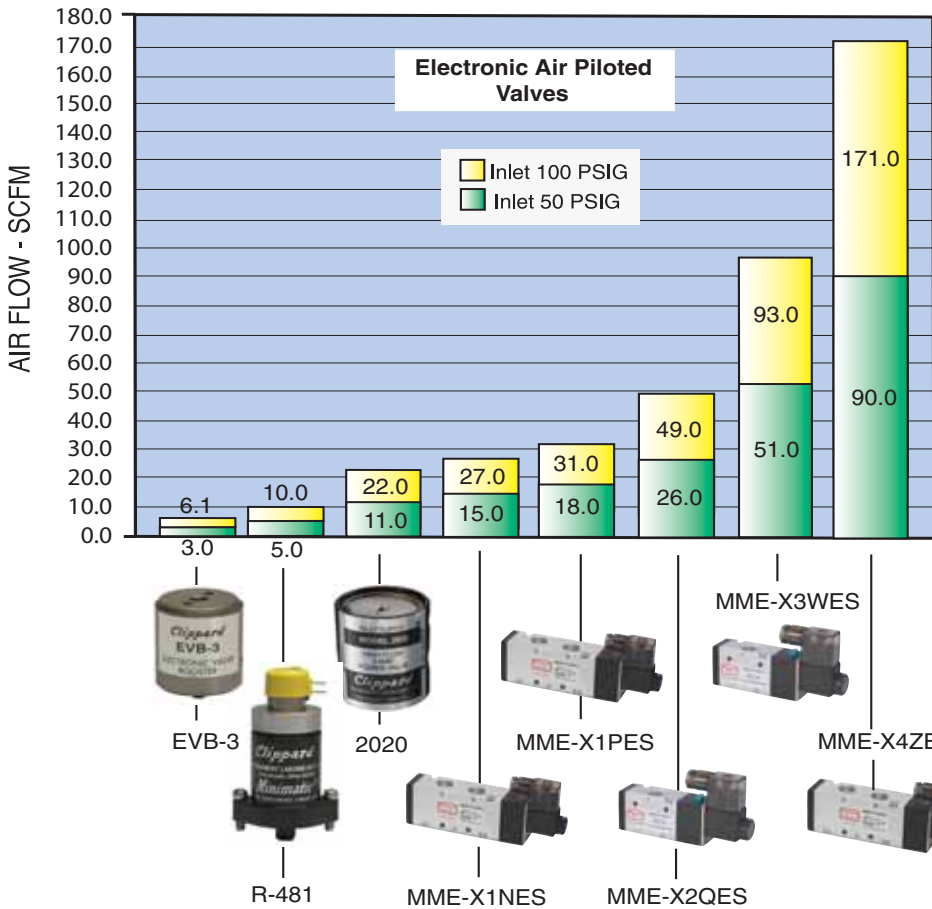 180.0
170.0
160.0
150.0
140.0
130.0
120.0
110.0
100.0
90.0
80.0
70.0
60.0
50.0
40.0
30.0
20.0
10.0
0.0
AIR FLOW - SCFM
Electronic Air Piloted
Valves
Inlet 100 PSIG
Inlet 50 PSIG
6.1
3.0
10.0
5.0
22.0
11.0
27.0
15.0
31.0
18.0
49.0
26.0
93.0
51.0
171.0
90.0
Clippard
EVB-3
ELECTRONIC VALVE
BOOSTER
EVB-3
Clippard
Minimatic
R-481
Clippard
2020
MME-X1NES
MME-X1PES
MME-X2QES
MME-X3WES
MME-X4ZE